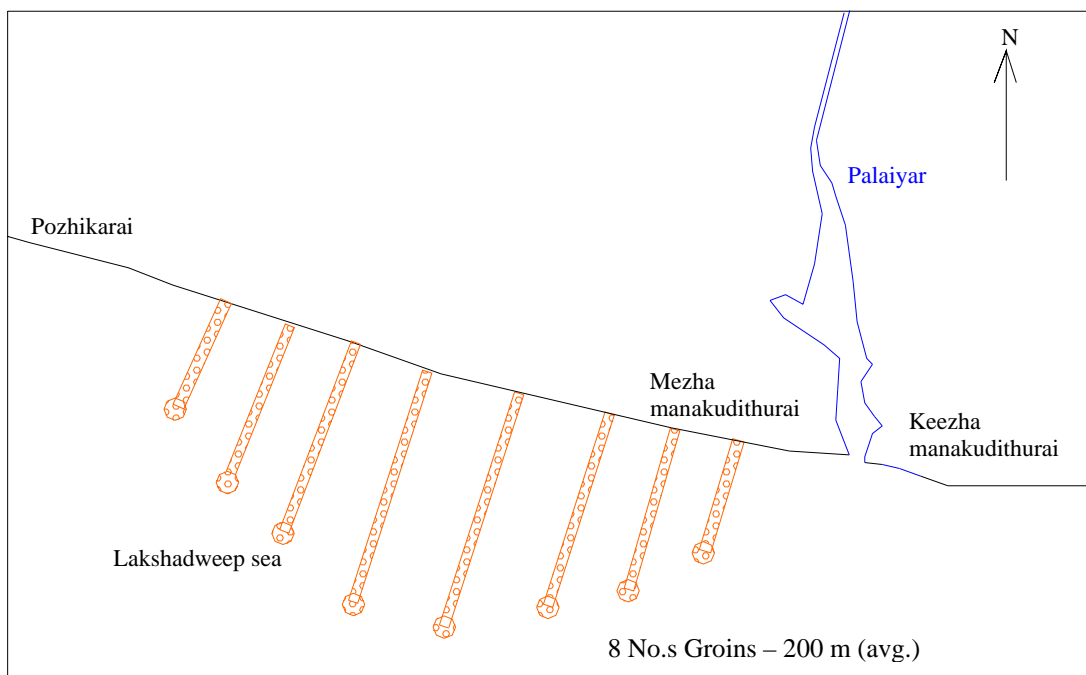 N
Palaiyar
Pozhikarai
Mezha
manakudithurai
Keezha
manakudithurai
Lakshadweep sea
8 No.s Groins – 200 m (avg.)